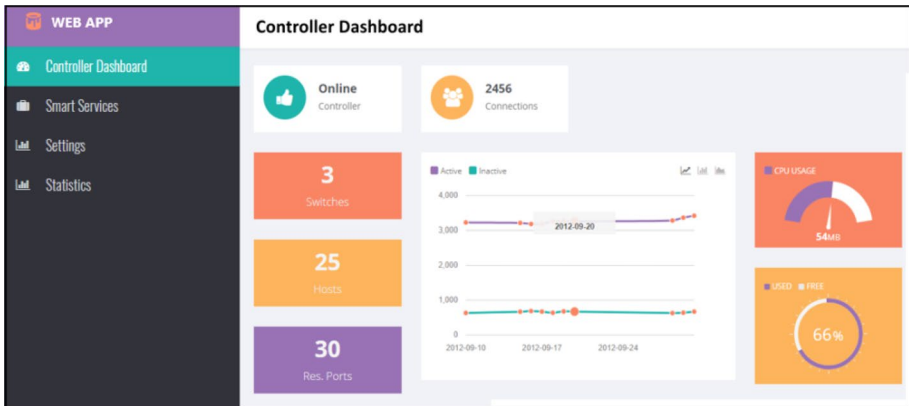 WEB APP
Controller Dashboard
Smart Services
Settings
Statistics
Controller Dashboard
Online
Controller
2456
Connections
3
Switches
25
Hosts
30
Res. Ports
Active Inactive
4,000
3,000
2,000
1,000
0
2012-09-20
2012-09-10 2012-09-17 2012-09-24
CPU USAGE
54MB
USED FREE
66%